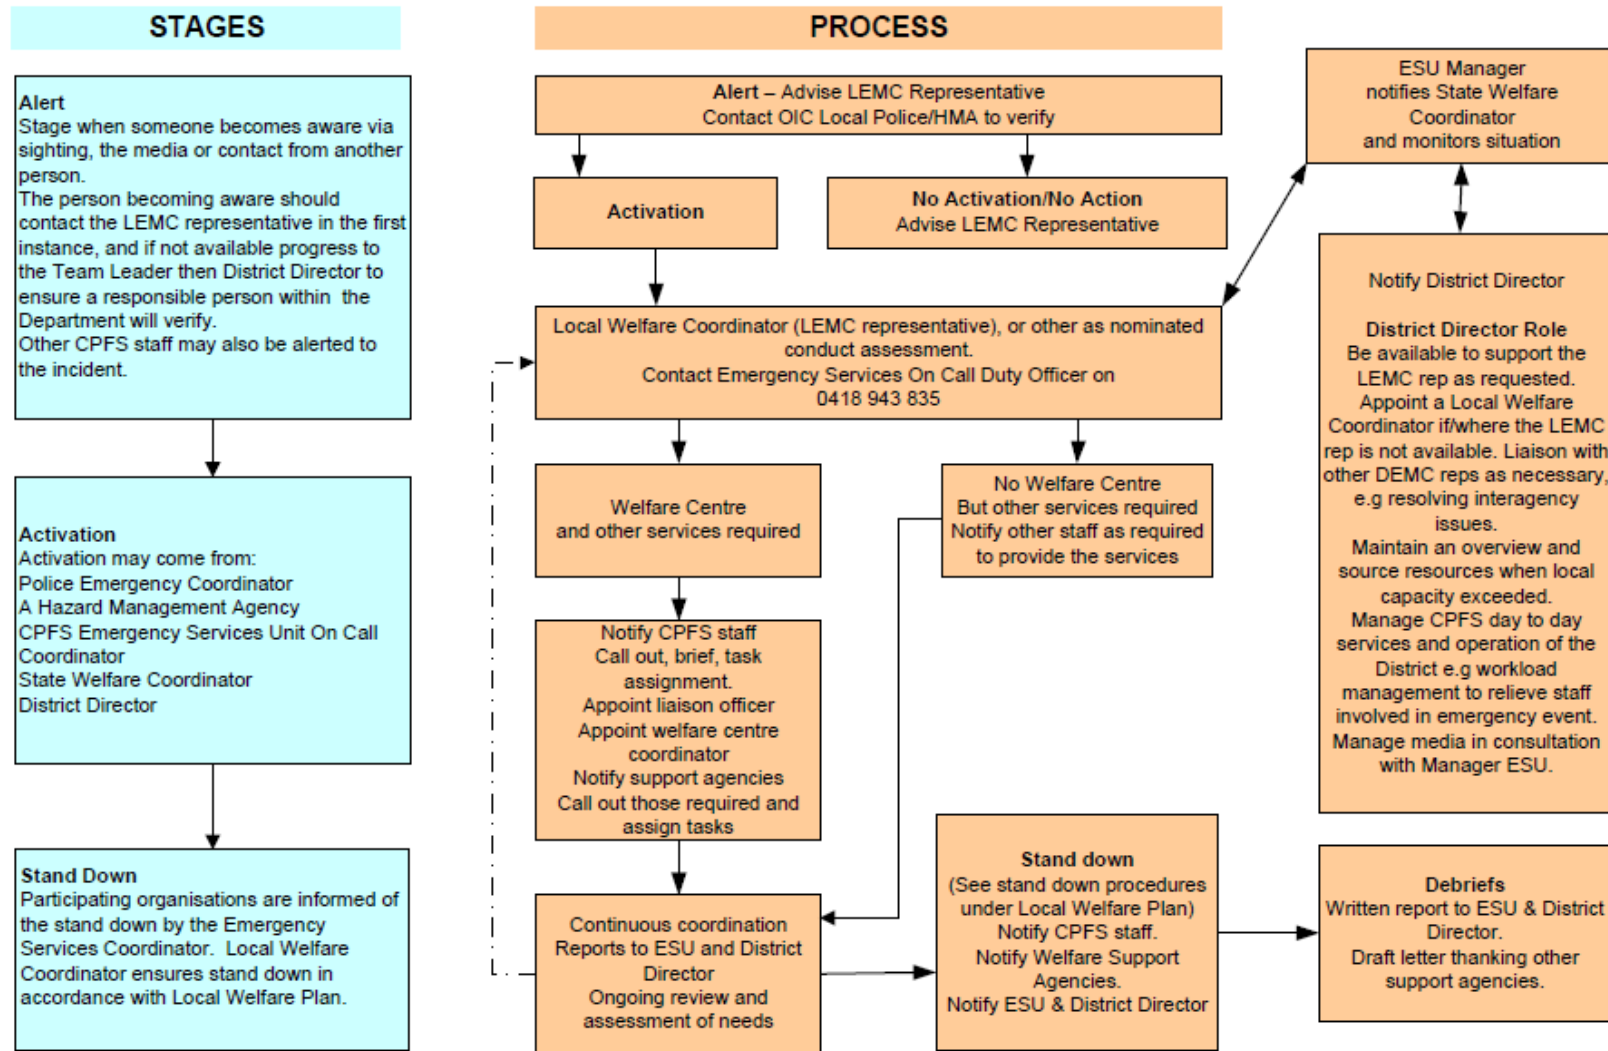 STAGES
Alert
Stage when someone becomes aware via
sighting, the media or contact from another
person.
The person becoming aware should
contact the LEMC representative in the first
instance, and if not available progress to
the Team Leader then District Director to
ensure a responsible person within the
Department will verify.
Other CPFS staff may also be alerted to
the incident.
Activation
Activation may come from:
Police Emergency Coordinator
A Hazard Management Agency
CPFS Emergency Services Unit On Call
Coordinator
State Welfare Coordinator
District Director
Stand Down
Participating organisations are informed of
the stand down by the Emergency
Services Coordinator. Local Welfare
Coordinator ensures stand down in
accordance with Local Welfare Plan.
PROCESS
Alert – Advise LEMC Representative
Contact OIC Local Police/HMA to verify
Activation
No Activation/No Action
Advise LEMC Representative
Local Welfare Coordinator (LEMC representative), or other as nominated
conduct assessment.
Contact Emergency Services On Call Duty Officer on
0418 943 835
Welfare Centre
and other services required
No Welfare Centre
But other services required
Notify other staff as required
to provide the services
Notify CPFS staff
Call out, brief, task
assignment.
Appoint liaison officer
Appoint welfare centre
coordinator
Notify support agencies
Call out those required and
assign tasks
Continuous coordination
Reports to ESU and District
Director
Ongoing review and
assessment of needs
Stand down
(See stand down procedures
under Local Welfare Plan)
Notify CPFS staff.
Notify Welfare Support
Agencies.
Notify ESU & District Director
ESU Manager
notifies State Welfare
Coordinator
and monitors situation
Notify District Director
District Director Role
Be available to support the
LEMC rep as requested.
Appoint a Local Welfare
Coordinator if/where the LEMC
rep is not available. Liaison with
other DEMC reps as necessary,
e.g resolving interagency
issues.
Maintain an overview and
source resources when local
capacity exceeded.
Manage CPFS day to day
services and operation of the
District e.g workload
management to relieve staff
involved in emergency event.
Manage media in consultation
with Manager ESU.
Debriefs
Written report to ESU & District
Director.
Draft letter thanking other
support agencies.